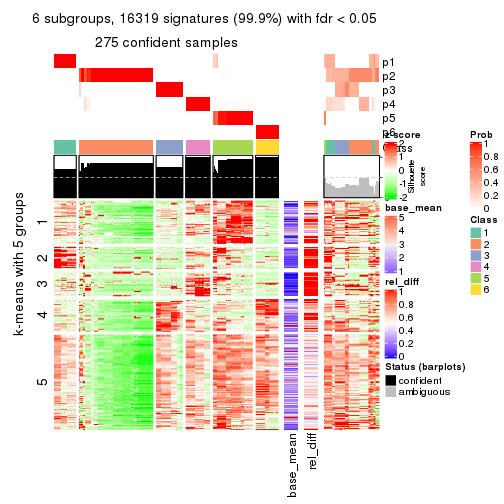 6 subgroups, 16319 signatures (99.9%) with fdr < 0.05
275 confident samples
p1
p2
p3
p4
p5
p6
Class
Silhouette score
k-means with 5 groups
1
2
3
4
5
base_mean
rel_diff
z-score
2
1
0
-1
-2
base_mean
5
4
3
2
1
rel_diff
1
0.8
0.6
0.4
0.2
0
Status (barplots)
confident
ambiguous
Prob
1
0.8
0.6
0.4
0.2
0
Class
1
2
3
4
5
6